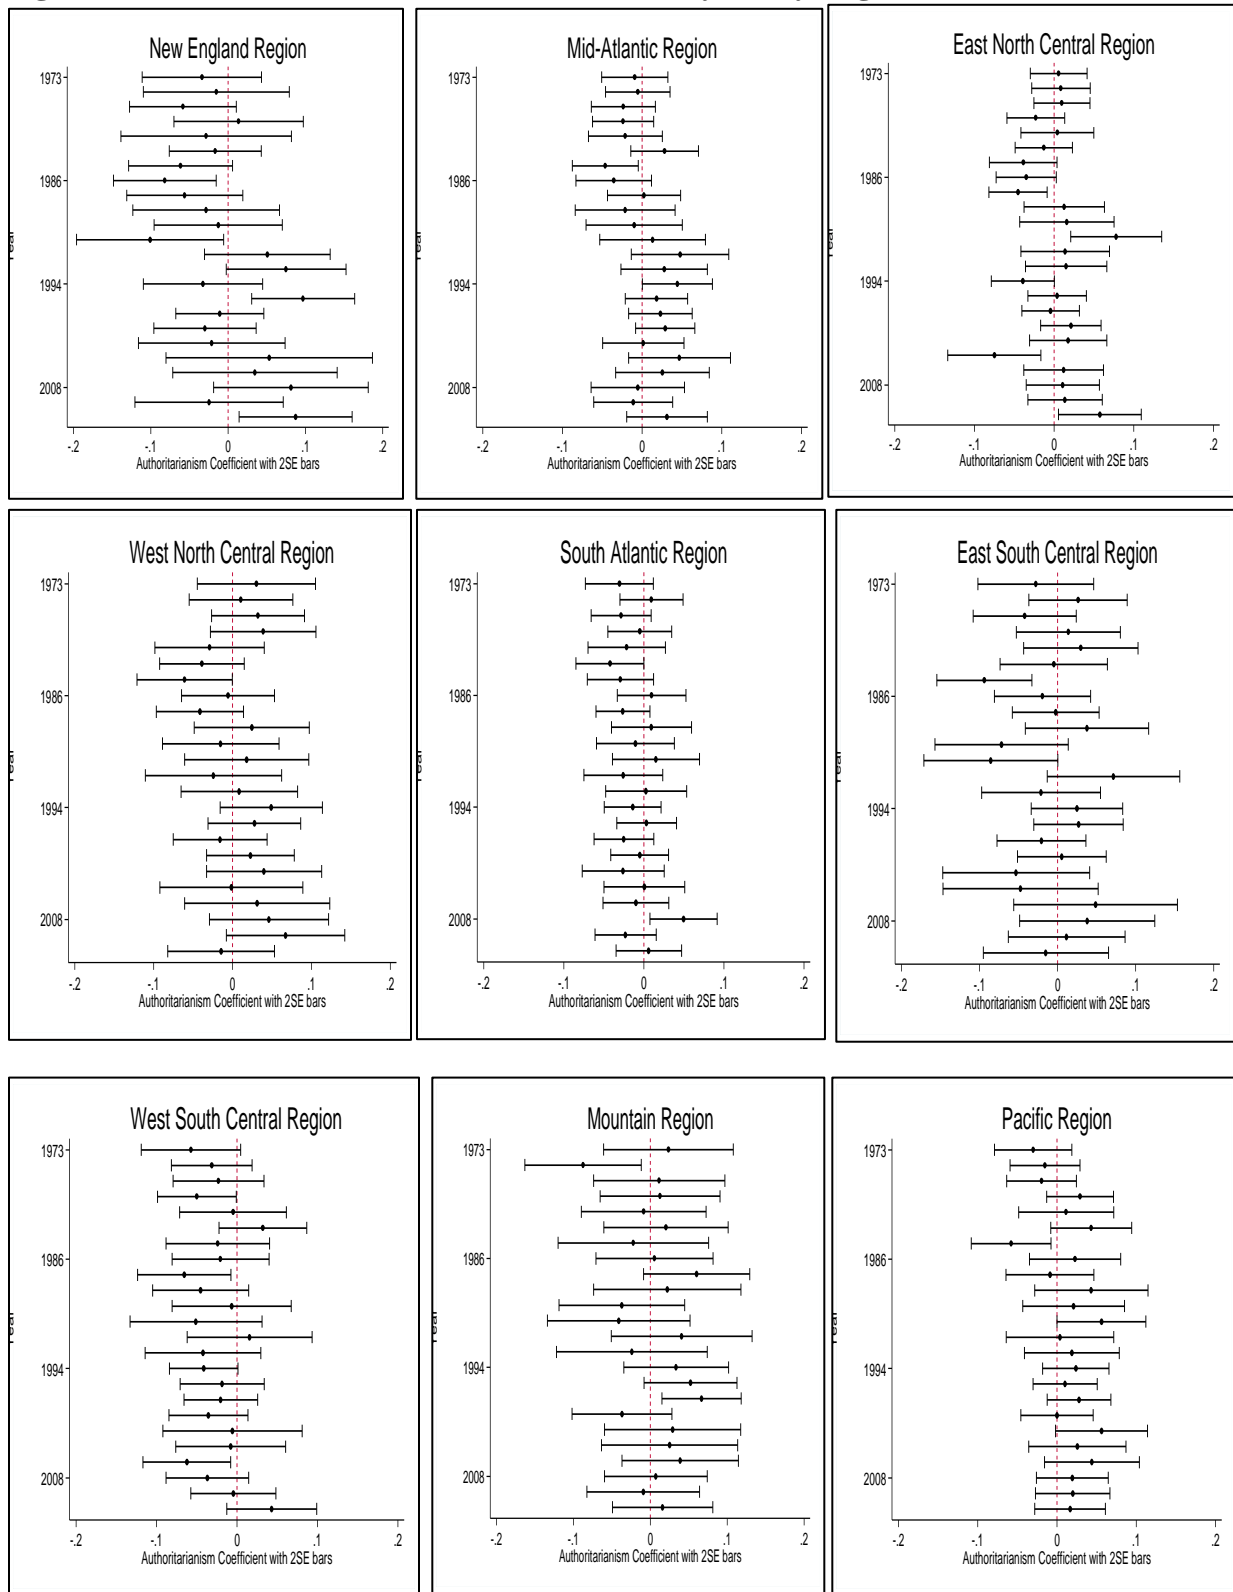 New England Region
1973
1986
1994
2008
-.2 -.1 0 .1 .2
Authoritarianism Coefficient with 2SE bars
Mid-Atlantic Region
1973
1986
1994
2008
-.2 -.1 0 .1 .2
Authoritarianism Coefficient with 2SE bars
East North Central Region
1973
1986
1994
2008
-.2 -.1 0 .1 .2
Authoritarianism Coefficient with 2SE bars
West North Central Region
1973
1986
1994
2008
-.2 -.1 0 .1 .2
Authoritarianism Coefficient with 2SE bars
South Atlantic Region
1973
1986
1994
2008
-.2 -.1 0 .1 .2
Authoritarianism Coefficient with 2SE bars
East South Central Region
1973
1986
1994
2008
-.2 -.1 0 .1 .2
Authoritarianism Coefficient with 2SE bars
West South Central Region
1973
1986
1994
2008
-.2 -.1 0 .1 .2
Authoritarianism Coefficient with 2SE bars
Mountain Region
1973
1986
1994
2008
-.2 -.1 0 .1 .2
Authoritarianism Coefficient with 2SE bars
Pacific Region
1973
1986
1994
2008
-.2 -.1 0 .1 .2
Authoritarianism Coefficient with 2SE bars